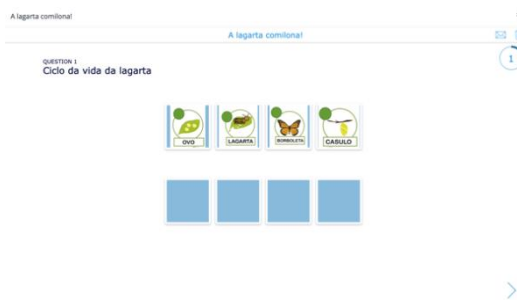 A lagarta comilona!
A lagarta comilona!
QUESTION 1
1
Ciclo da vida da lagarta
OVO
LAGARTA
BORBOLETA
CASULO